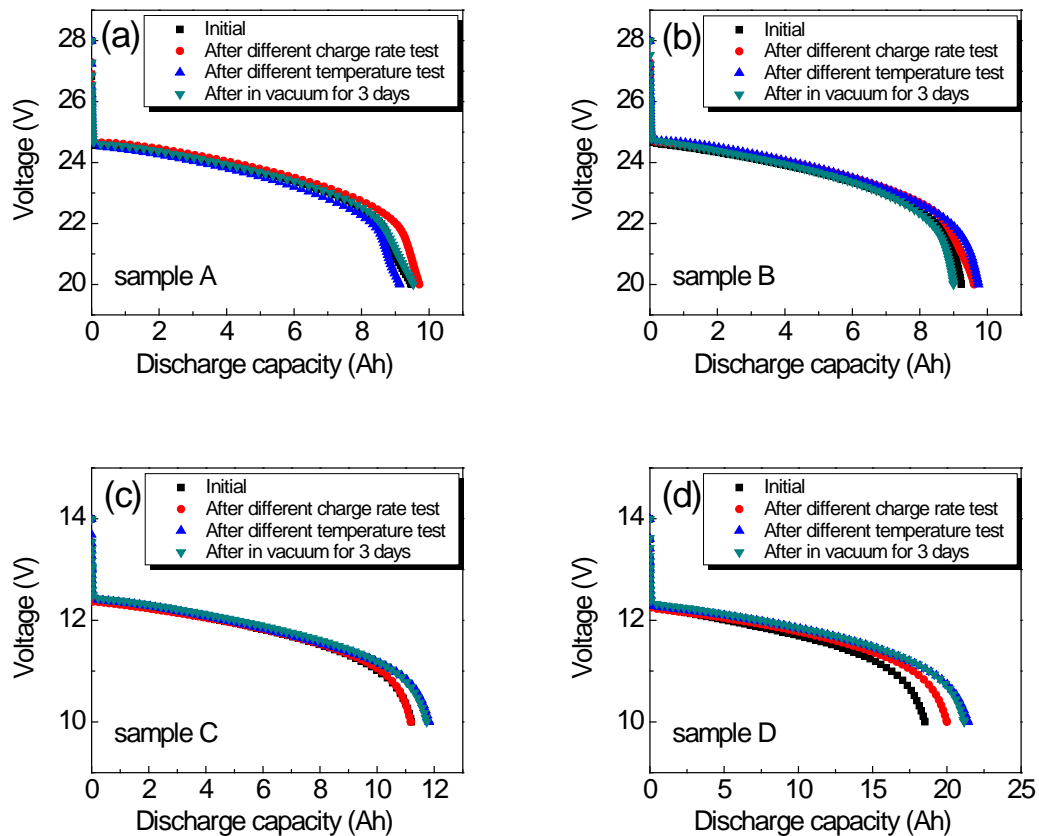 (a)
Initial
After different charge rate test
After different temperature test
After in vacuum for 3 days
28
26
24
22
20
Voltage (V)
sample A
0 2 4 6 8 10
Discharge capacity (Ah)
(b)
Initial
After different charge rate test
After different temperature test
After in vacuum for 3 days
28
26
24
22
20
Voltage (V)
sample B
0 2 4 6 8 10
Discharge capacity (Ah)
(c)
Initial
After different charge rate test
After different temperature test
After in vacuum for 3 days
14
12
10
Voltage (V)
sample C
0 2 4 6 8 10 12
Discharge capacity (Ah)
(d)
Initial
After different charge rate test
After different temperature test
After in vacuum for 3 days
14
12
10
Voltage (V)
sample D
0 5 10 15 20 25
Discharge capacity (Ah)